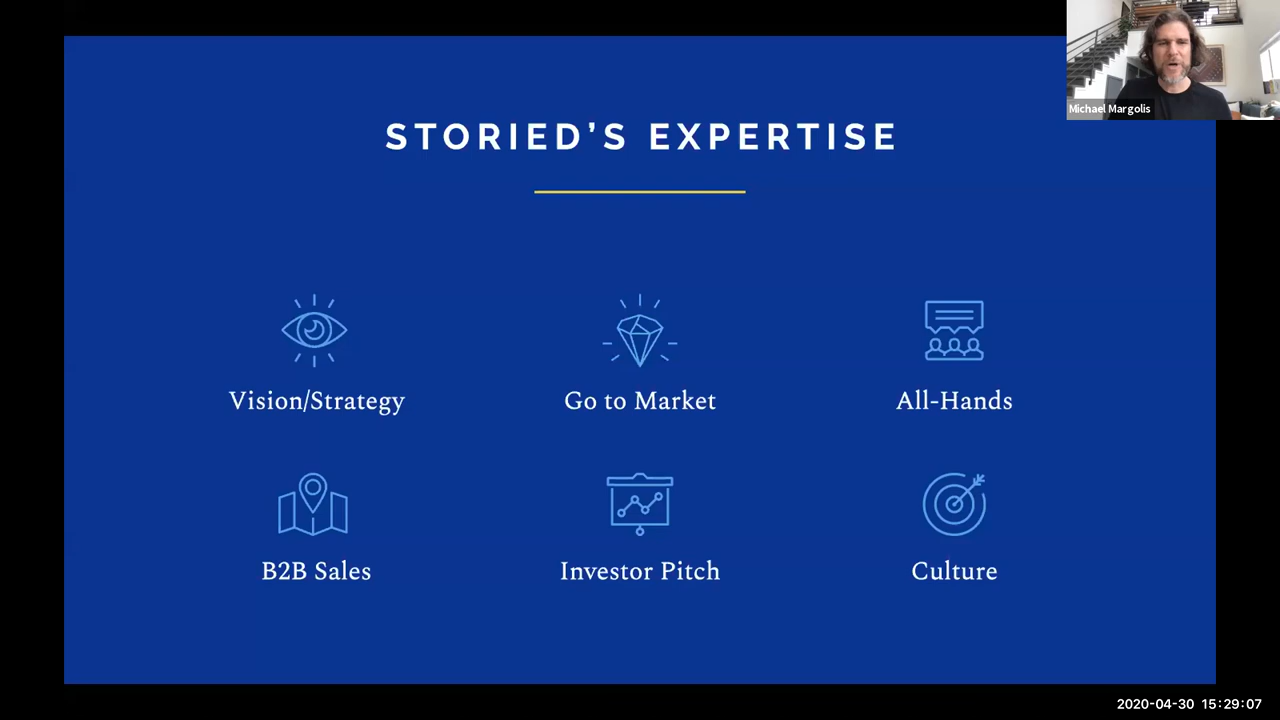 STORIED’S EXPERTISE
Michael Margolis
Vision/Strategy
Go to Market
All-Hands
B2B Sales
Investor Pitch
Culture
2020-04-30 15:29:07